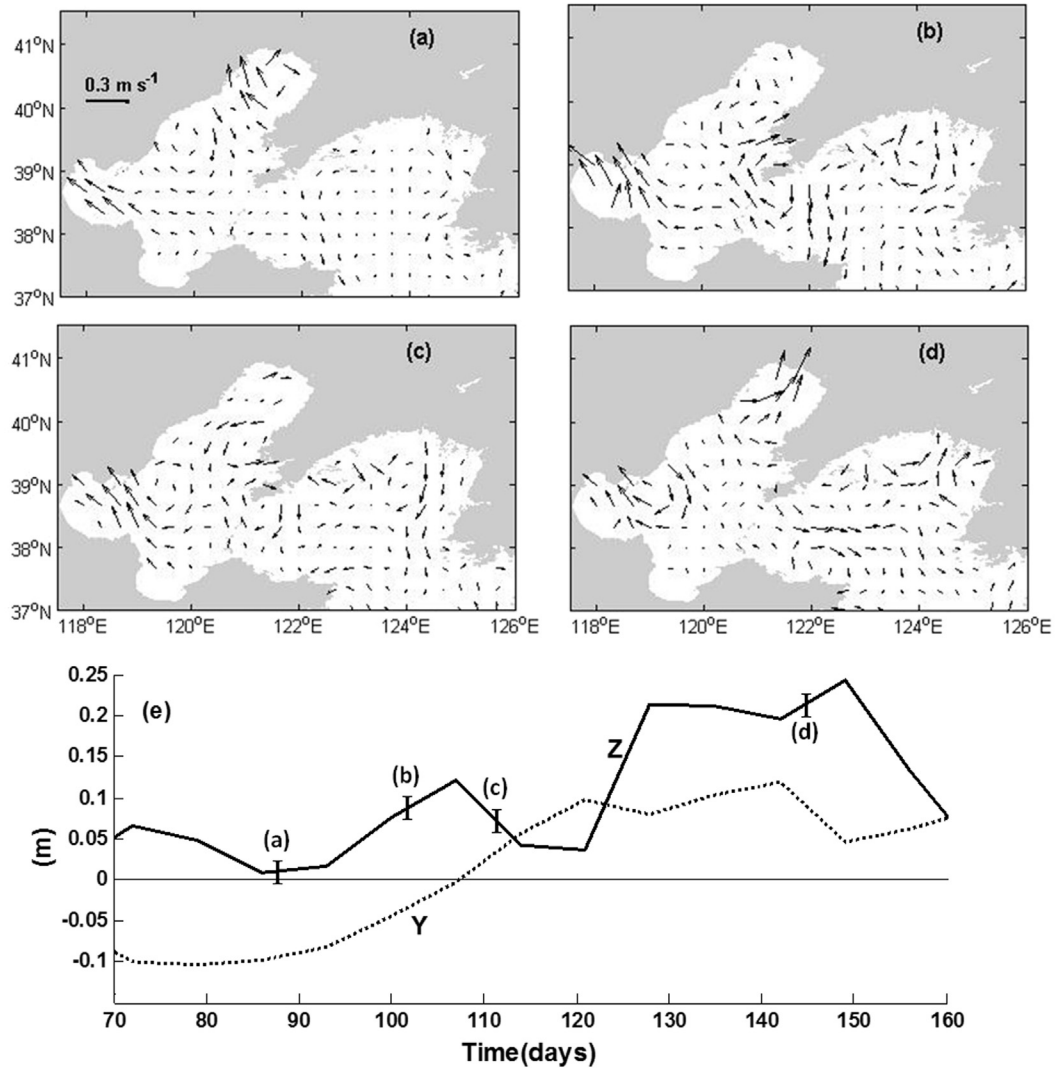 41°N
40°N
39°N
38°N
37°N
0.3 m s-1
(a)
(b)
41°N
40°N
39°N
38°N
37°N
(c)
118°E 120°E 122°E 124°E 126°E
(d)
118°E 120°E 122°E 124°E 126°E
0.25
0.2
0.15
0.1
0.05
0
-0.05
-0.1
(m)
(e)
(a)
(b)
(c)
(d)
Z
Y
70 80 90 100 110 120 130 140 150 160
Time(days)